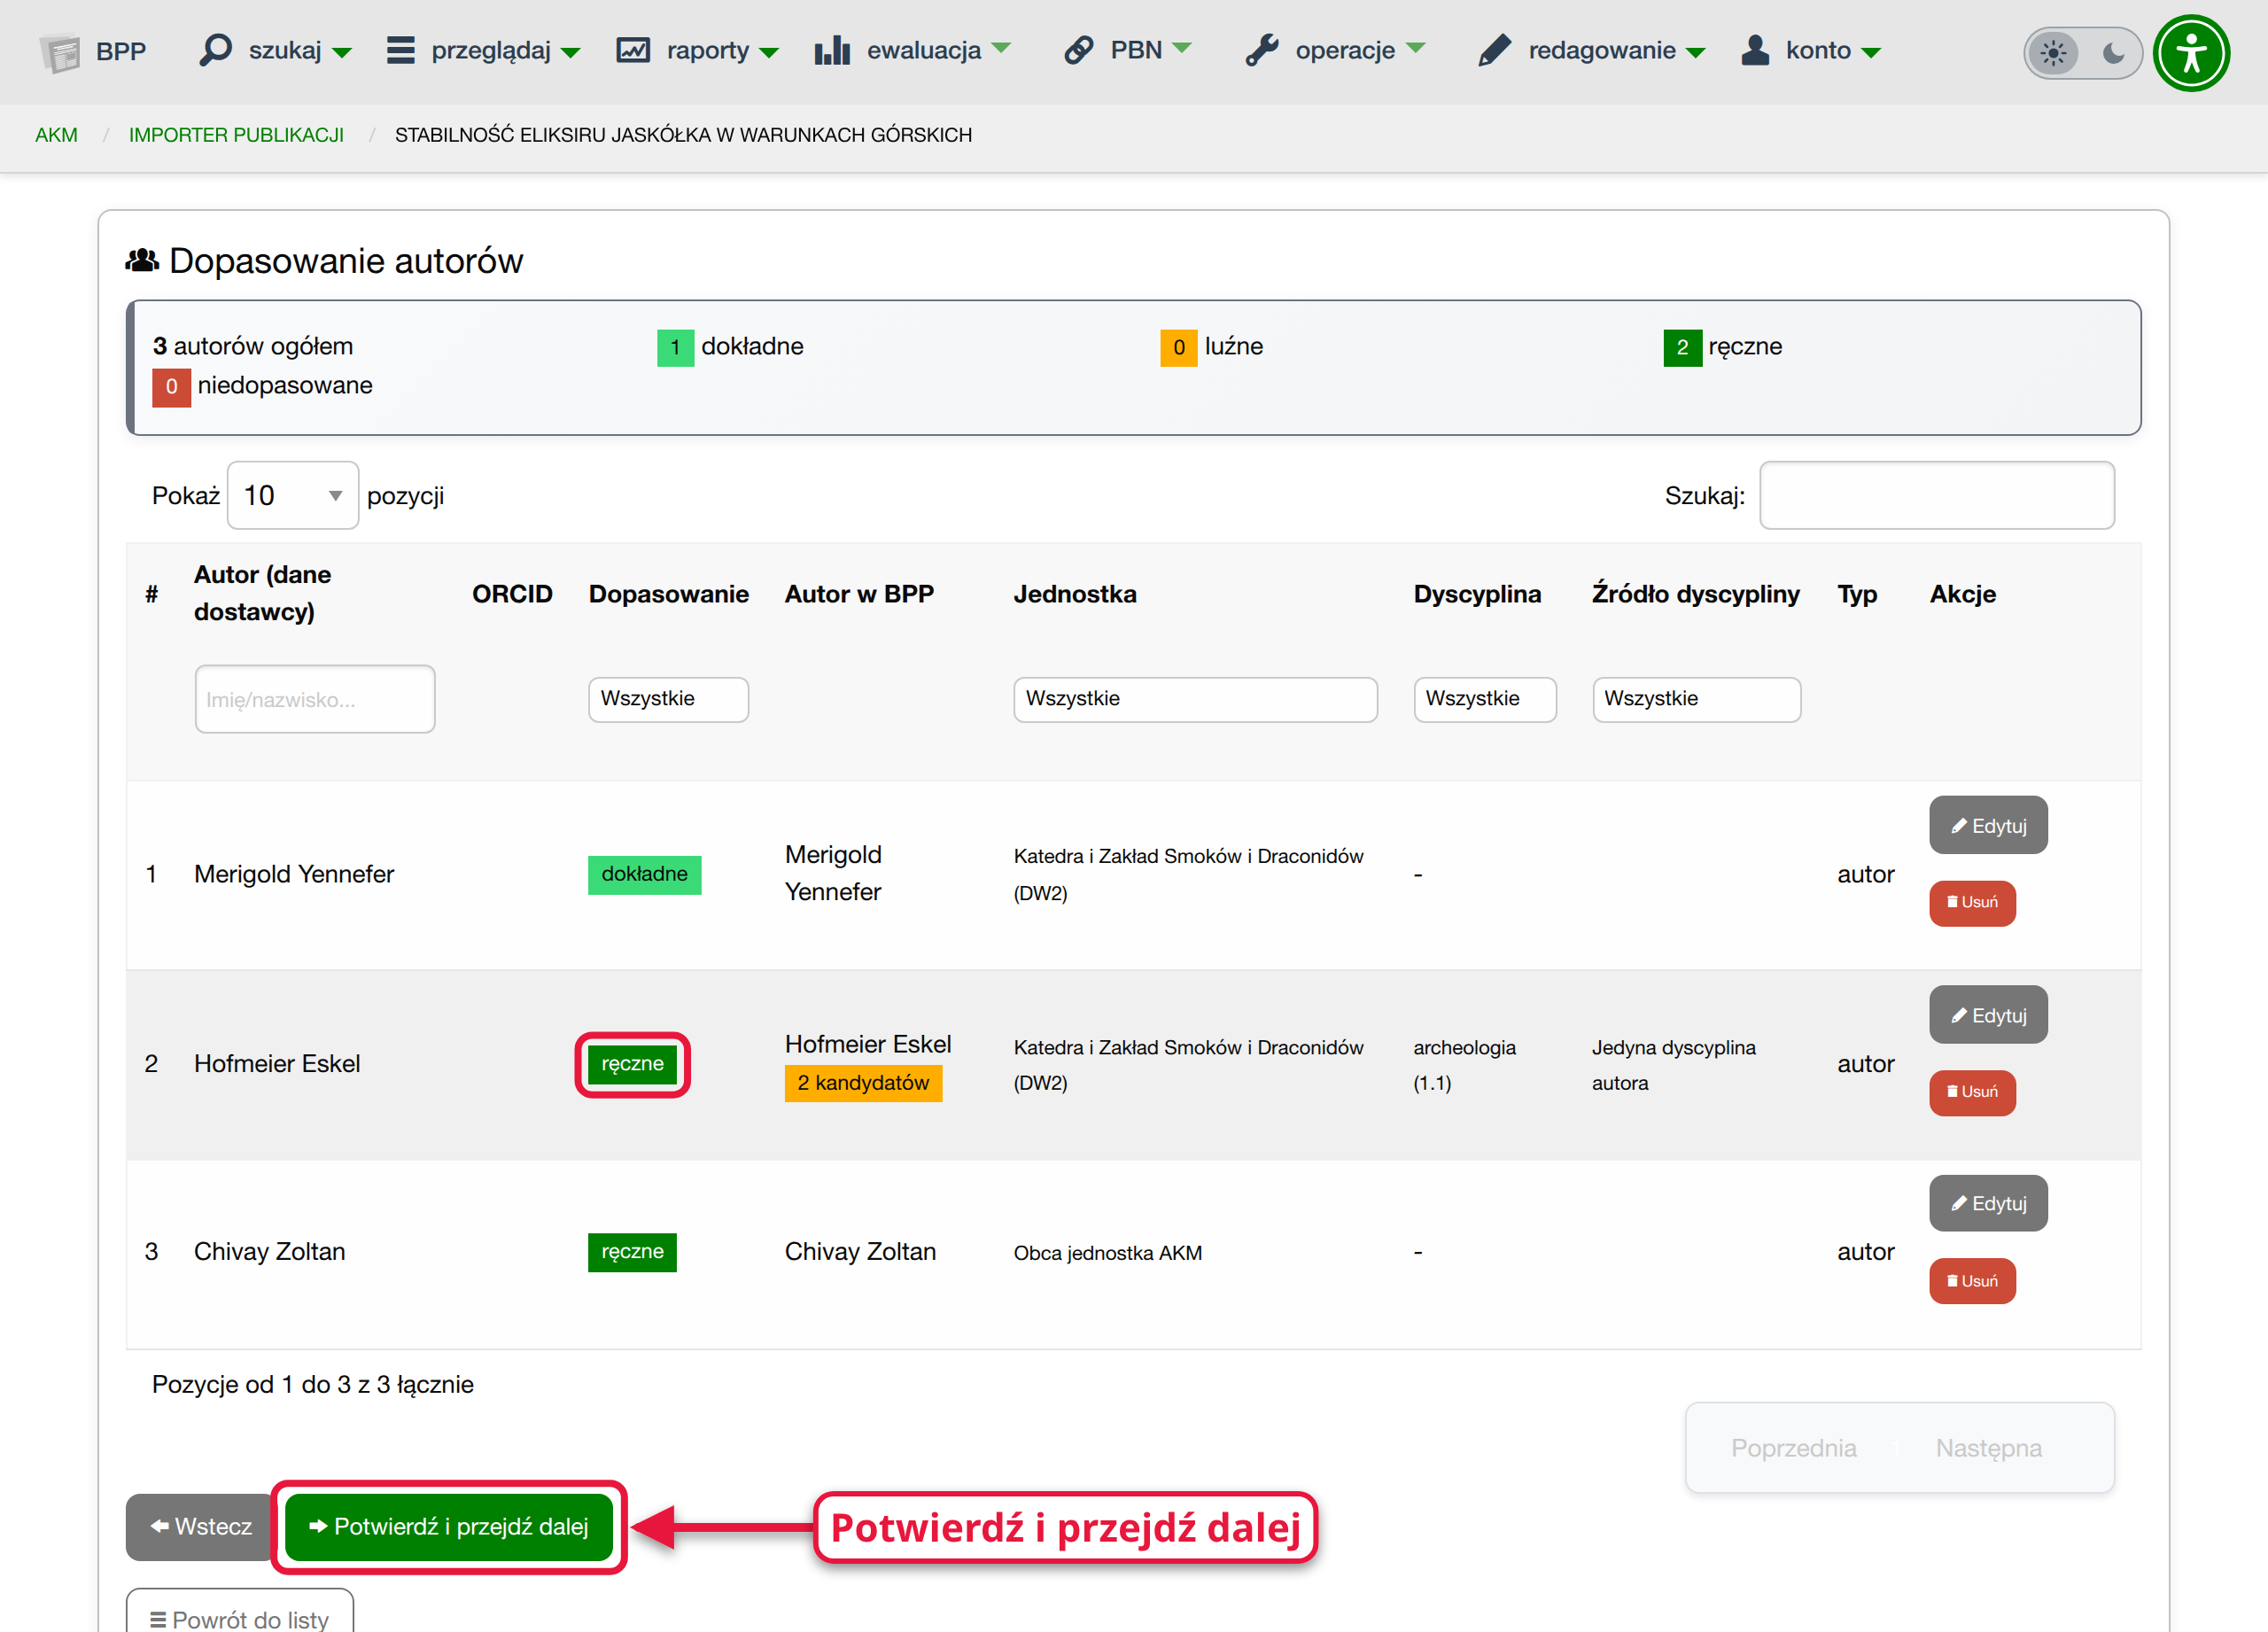 BPP szukaj przeglądaj raporty ewaluacja PBN operacje redagowanie konto
AKM / IMPORTER PUBLIKACJI / STABILNOŚĆ ELIKSIRU JASKÓŁKA W WARUNKACH GÓRSKICH
Dopasowanie autorów
3 autorów ogółem 1 dokładne 0 luźne 2 ręczne
0 niedopasowane
Pokaż 10 pozycji Szukaj:
# Autor (dane dostawcy) ORCID Dopasowanie Autor w BPP Jednostka Dyscyplina Źródło dyscypliny Typ Akcje
Imię/nazwisko... Wszystkie Wszystkie Wszystkie Wszystkie
1 Merigold Yennefer dokładne Merigold Yennefer Katedra i Zakład Smoków i Draconidów (DW2) - autor Edytuj
Usuń
2 Hofmeier Eskel ręczne Hofmeier Eskel 2 kandydatów Katedra i Zakład Smoków i Draconidów (DW2) archeologia (1.1) Jedyna dyscyplina autora autor Edytuj
Usuń
3 Chivay Zoltan ręczne Chivay Zoltan Obca jednostka AKM - autor Edytuj
Usuń
Pozycje od 1 do 3 z 3 łącznie
Poprzednia 1 Następna
Wstecz Potwierdź i przejdź dalej Potwierdź i przejdź dalej
Powrót do listy